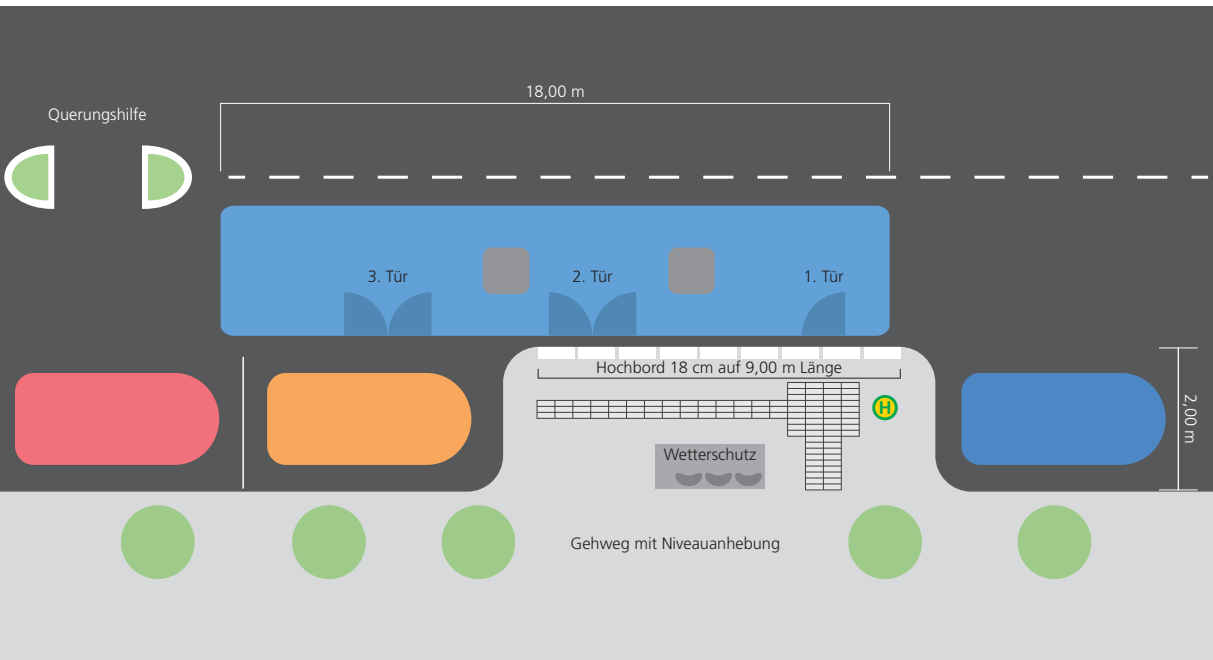 18,00 m
Querungshilfe
3. Tür
2. Tür
1. Tür
Hochbord 18 cm auf 9,00 m Länge
H
2,00 m
Wetterschutz
Gehweg mit Niveauanhebung